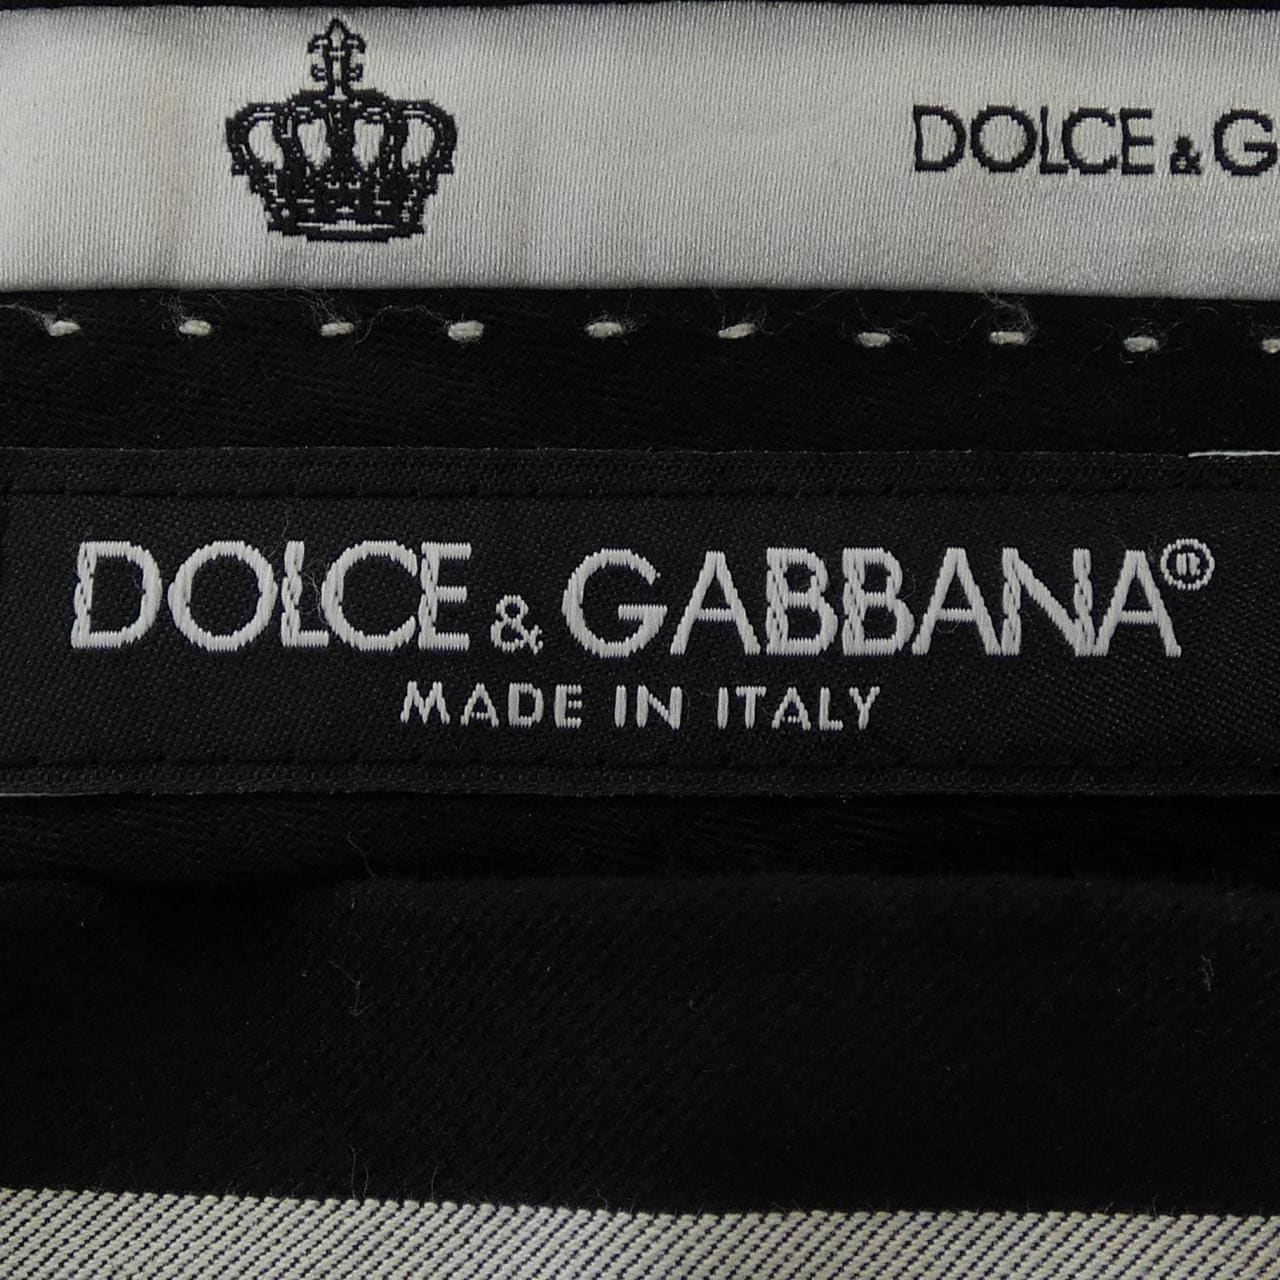 DOLCE & G
DOLCE & GABBANA®
MADE IN ITALY